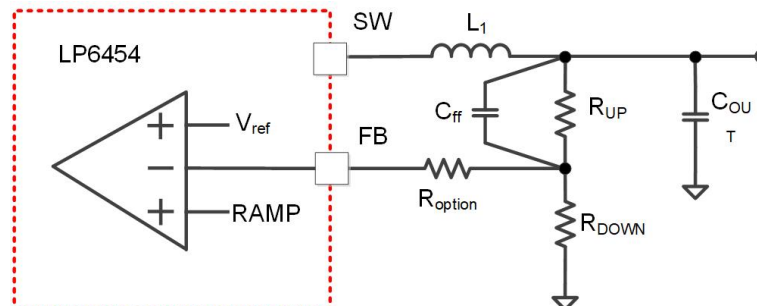 SW
L1
LP6454
Cff
RUP
COU
T
+
Vref
FB
−
Roption
+
RAMP
RDOWN